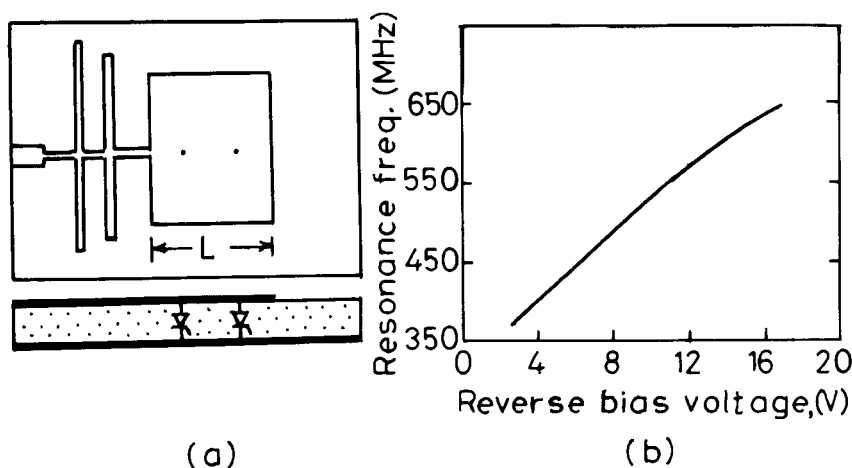 L
(a)
Resonance freq. (MHz)
650
550
450
350
0 4 8 12 16 20
Reverse bias voltage,(V)
(b)